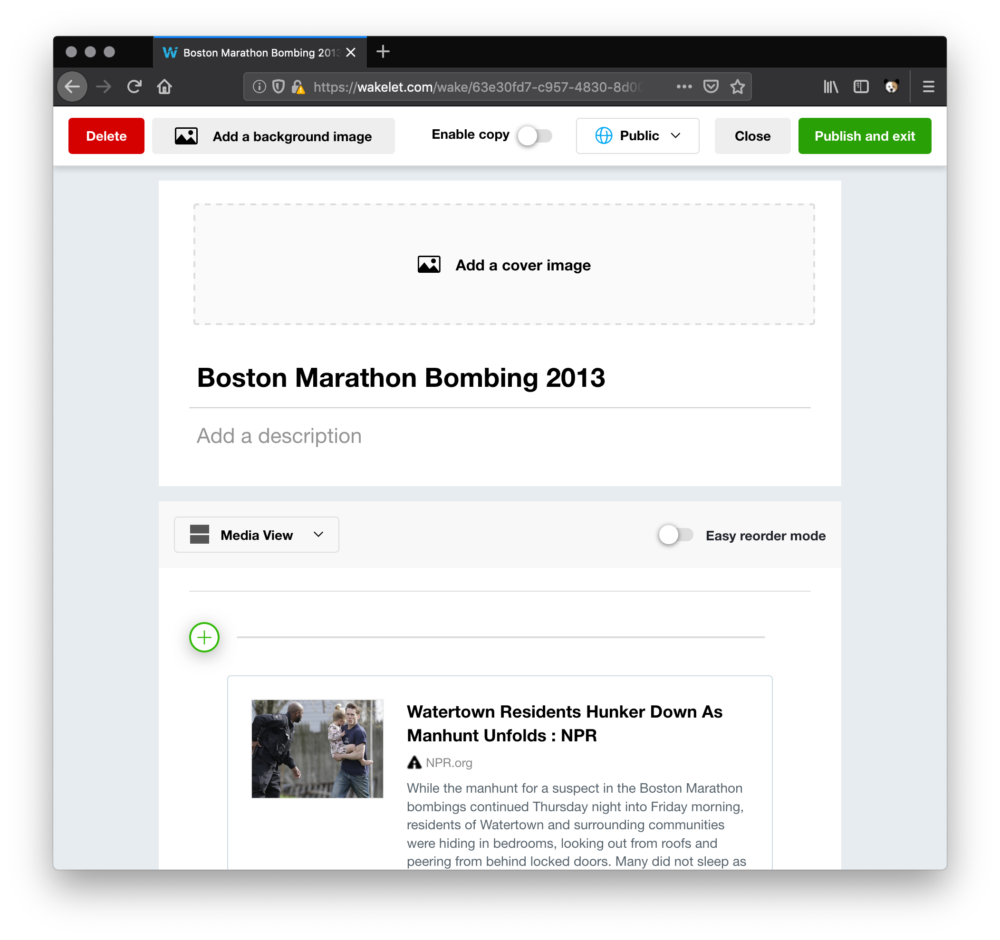 Boston Marathon Bombing 2013
https://wakelet.com/wake/63e30fd7-c957-4830-8d00
Delete
Add a background image
Enable copy
Public
Close
Publish and exit
Add a cover image
Boston Marathon Bombing 2013
Add a description
Media View
Easy reorder mode
Watertown Residents Hunker Down As
Manhunt Unfolds : NPR
NPR.org
While the manhunt for a suspect in the Boston Marathon
bombings continued Thursday night into Friday morning,
residents of Watertown and surrounding communities
were hiding in bedrooms, looking out from roofs and
peering from behind locked doors. Many did not sleep as